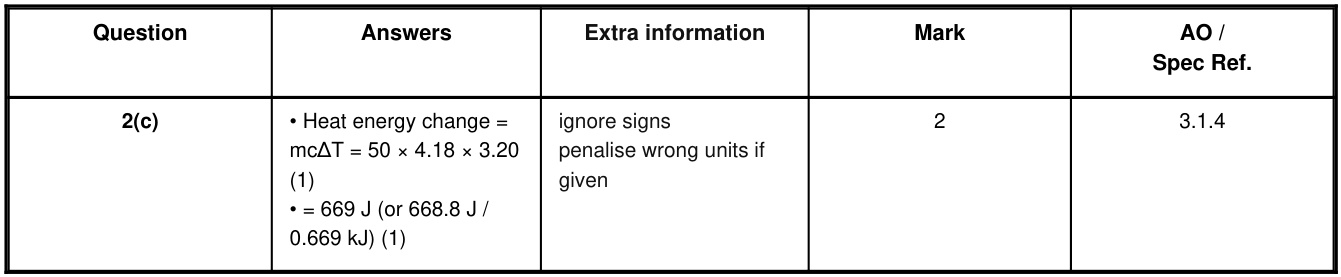 Question
Answers
Extra information
Mark
AO /
Spec Ref.
2(c)
• Heat energy change =
mcΔT = 50 × 4.18 × 3.20
(1)
• = 669 J (or 668.8 J /
0.669 kJ) (1)
ignore signs
penalise wrong units if
given
2
3.1.4